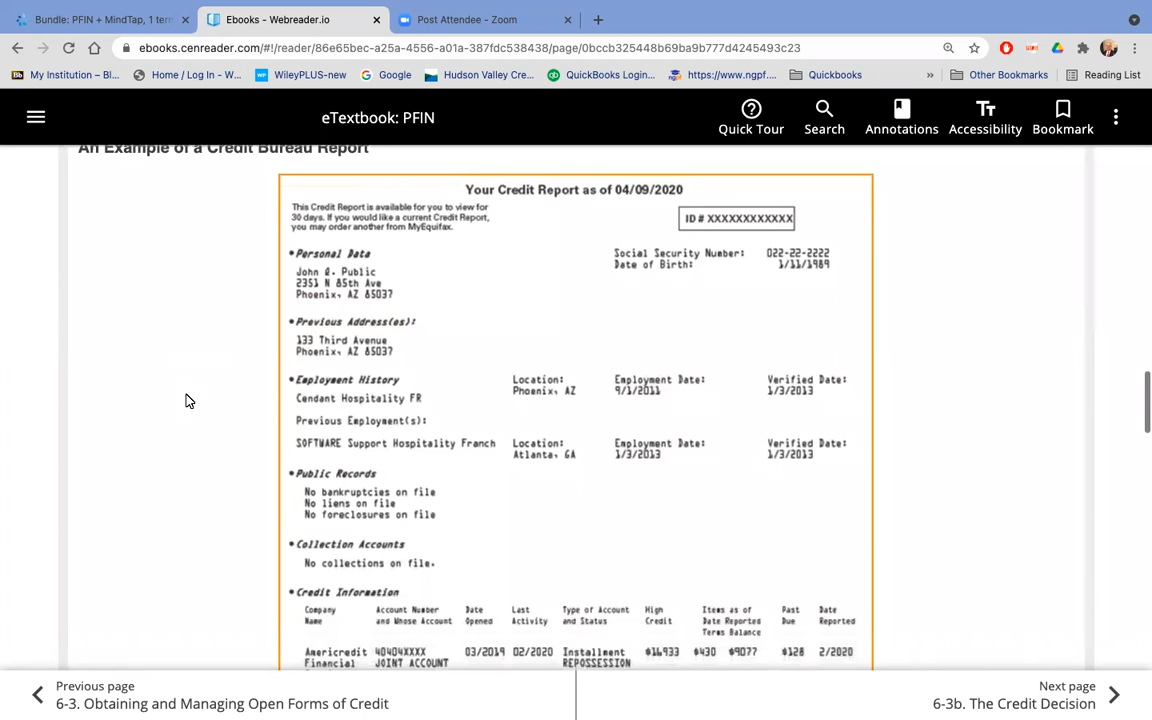 Bundle: PFIN + MindTap, 1 terr
Ebooks - Webreader.io
Post Attendee - Zoom
ebooks.cenreader.com/#!/reader/86e65bec-a25a-4556-a01a-387fdc538438/page/0bccb325448b69ba9b777d4245493c23
My Institution – Bl...
Home / Log In - W...
WileyPLUS-new
Google
Hudson Valley Cre...
QuickBooks Login...
https://www.ngpf....
Quickbooks
Other Bookmarks
Reading List
eTextbook: PFIN
Quick Tour
Search
Annotations
Accessibility
Bookmark
An Example of a Credit Bureau Report
Your Credit Report as of 04/09/2020
This Credit Report is available for you to view for
30 days. If you would like a current Credit Report,
you may order another from MyEquifax.
ID # XXXXXXXXXXXX
• Personal Data
John Q. Public
2351 N 85th Ave
Phoenix, AZ 85037
Social Security Number: 022-22-2222
Date of Birth: 1/11/1989
• Previous Address(es):
133 Third Avenue
Phoenix, AZ 85037
• Employment History
Cendant Hospitality FR
Location: Employment Date: Verified Date:
Phoenix, AZ 9/1/2011 1/3/2013
Previous Employment(s):
SOFTWARE Support Hospitality Franch
Location: Employment Date: Verified Date:
Atlanta, GA 1/3/2013 1/3/2013
• Public Records
No bankruptcies on file
No liens on file
No foreclosures on file
• Collection Accounts
No collections on file.
• Credit Information
Company Account Number Date Last Type of Account High Items as of Past Date
Name and Whose Account Opened Activity and Status Credit Date Reported Due Reported
Terms Balance
Americredit 40404XXXX 03/2019 02/2020 Installment $16933 $430 $9077 $128 2/2020
Financial JOINT ACCOUNT REPOSSESSION
Previous page
6-3. Obtaining and Managing Open Forms of Credit
Next page
6-3b. The Credit Decision